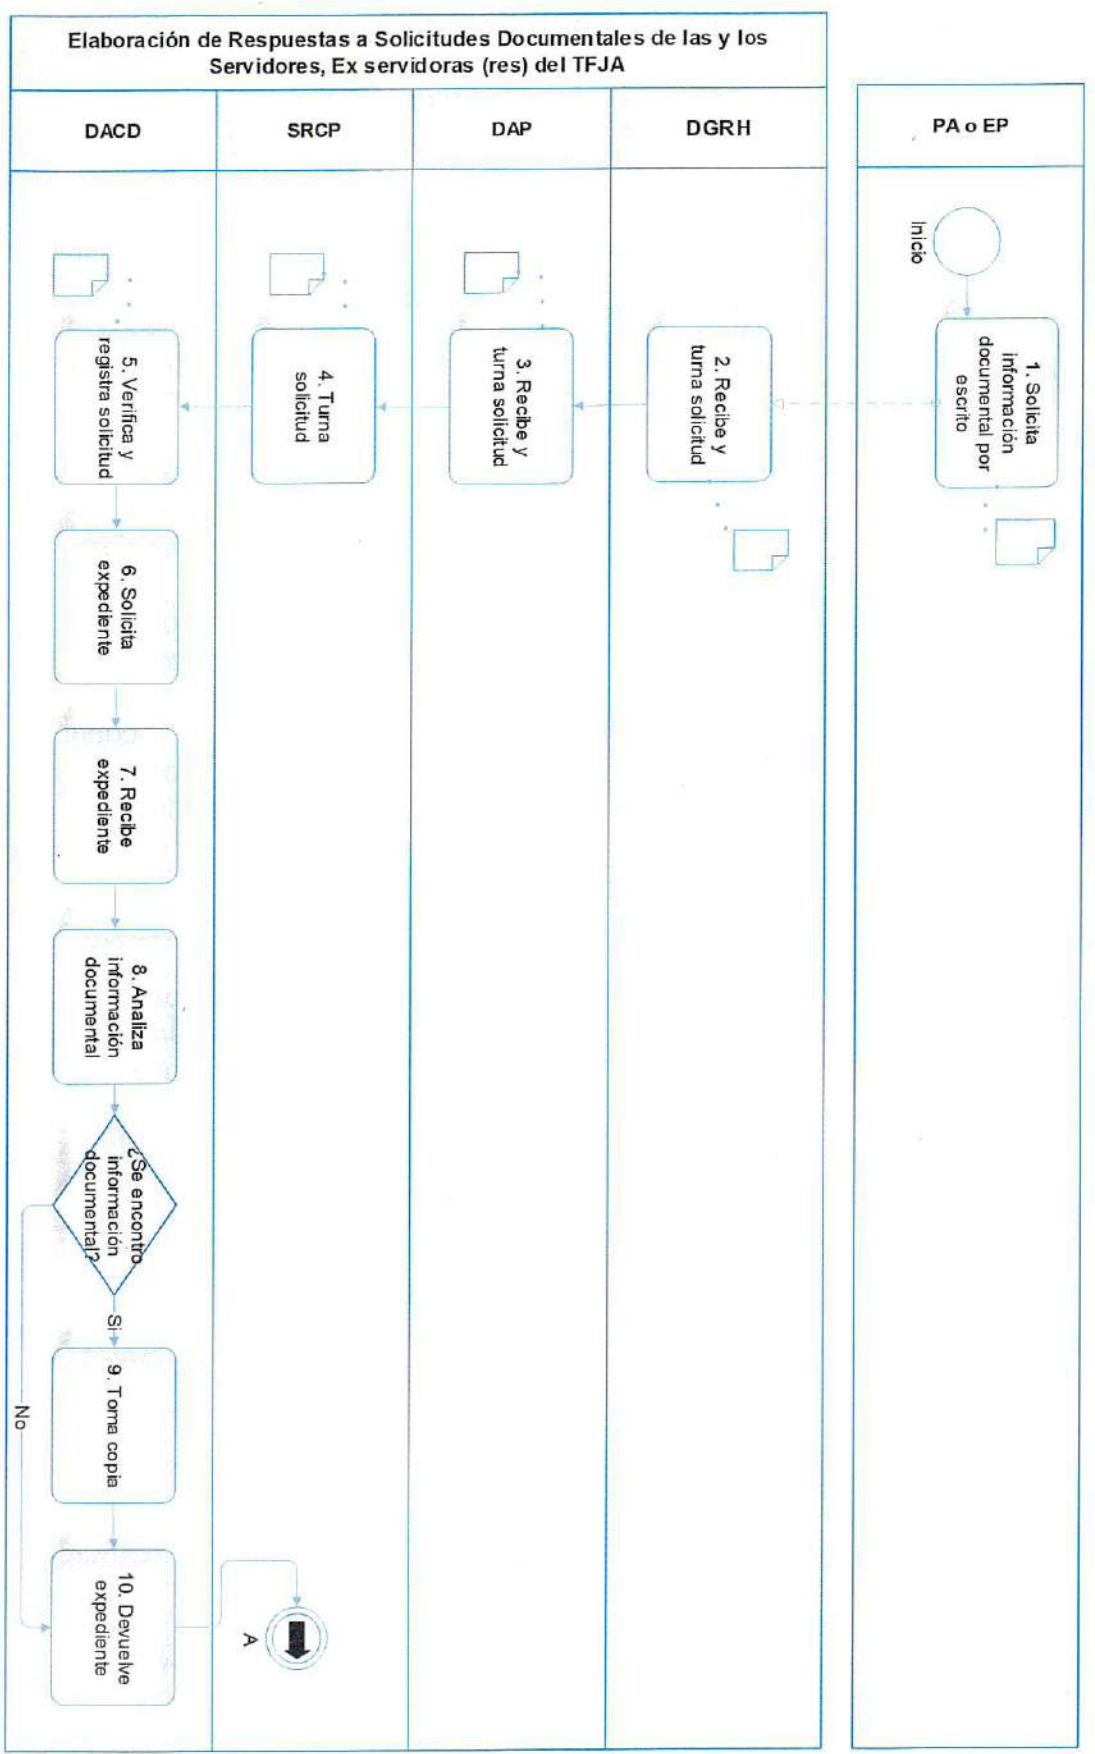 Elaboración de Respuestas a Solicitudes Documentales de las y los
Servidores, Ex servidoras (res) del TFJA
DACD
SRCP
DAP
DGRH
PA o EP
Inicio
1. Solicita
información
documental por
escrito
2. Recibe y
turna solicitud
3. Recibe y
turna solicitud
4. Turna
solicitud
5. Verifica y
registra solicitud
6. Solicita
expediente
7. Recibe
expediente
8. Analiza
información
documental
¿Se encontro
información
documental?
Si
No
9. Toma copia
10. Devuelve
expediente
A